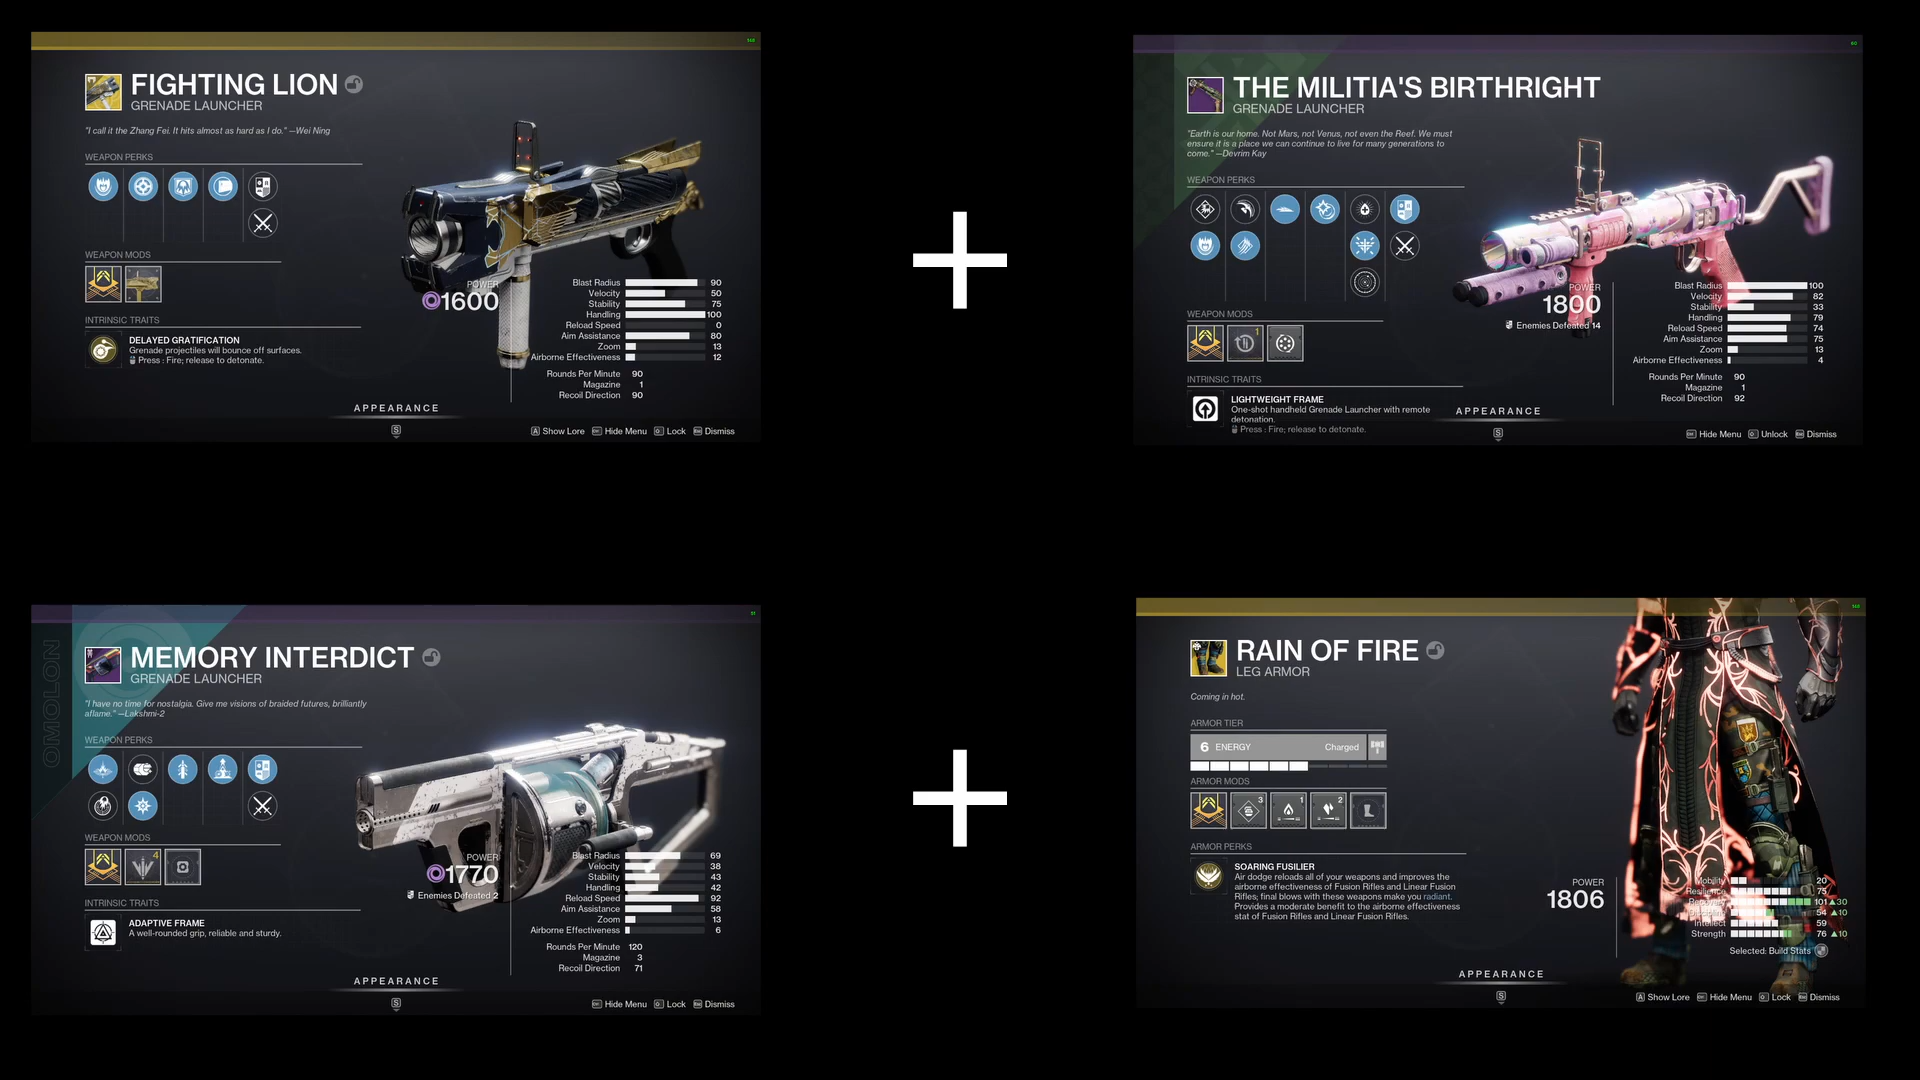 FIGHTING LION
GRENADE LAUNCHER
"I call it the Zhang Fei. It hits almost as hard as I do." —Wei Ning
WEAPON PERKS
WEAPON MODS
INTRINSIC TRAITS
DELAYED GRATIFICATION
Grenade projectiles will bounce off surfaces.
Press : Fire; release to detonate.
POWER
1600
Blast Radius 90
Velocity 50
Stability 75
Handling 100
Reload Speed 0
Aim Assistance 80
Zoom 13
Airborne Effectiveness 12
Rounds Per Minute 90
Magazine 1
Recoil Direction 90
APPEARANCE
S
A Show Lore Hide Menu Lock Dismiss
THE MILITIA'S BIRTHRIGHT
GRENADE LAUNCHER
"Earth is our home. Not Mars, not Venus, not even the Reef. We must
ensure it is a place we can continue to live for many generations to
come." —Devrim Kay
WEAPON PERKS
WEAPON MODS
1
INTRINSIC TRAITS
LIGHTWEIGHT FRAME
One-shot handheld Grenade Launcher with remote
detonation.
Press : Fire; release to detonate.
POWER
1800
Enemies Defeated 14
Blast Radius 100
Velocity 82
Stability 33
Handling 79
Reload Speed 74
Aim Assistance 75
Zoom 13
Airborne Effectiveness 4
Rounds Per Minute 90
Magazine 1
Recoil Direction 92
APPEARANCE
S
Hide Menu Unlock Dismiss
OMOLON
MEMORY INTERDICT
GRENADE LAUNCHER
"I have no time for nostalgia. Give me visions of braided futures, brilliantly
aflame." —Lakshmi-2
WEAPON PERKS
WEAPON MODS
4
INTRINSIC TRAITS
ADAPTIVE FRAME
A well-rounded grip, reliable and sturdy.
POWER
1770
Enemies Defeated 2
Blast Radius 69
Velocity 38
Stability 43
Handling 42
Reload Speed 92
Aim Assistance 58
Zoom 13
Airborne Effectiveness 6
Rounds Per Minute 120
Magazine 3
Recoil Direction 71
APPEARANCE
S
Hide Menu Lock Dismiss
RAIN OF FIRE
LEG ARMOR
Coming in hot.
ARMOR TIER
6 ENERGY Charged
ARMOR MODS
3 1 2
ARMOR PERKS
SOARING FUSILIER
Air dodge reloads all of your weapons and improves the
airborne effectiveness of Fusion Rifles and Linear Fusion
Rifles; final blows with these weapons make you radiant.
Provides a moderate benefit to the airborne effectiveness
stat of Fusion Rifles and Linear Fusion Rifles.
POWER
1806
Mobility 20
Resilience 75
Recovery 101 ▲30
Discipline 54 ▲10
Intellect 59
Strength 76 ▲10
Selected: Build Stats
APPEARANCE
S
A Show Lore Hide Menu Lock Dismiss